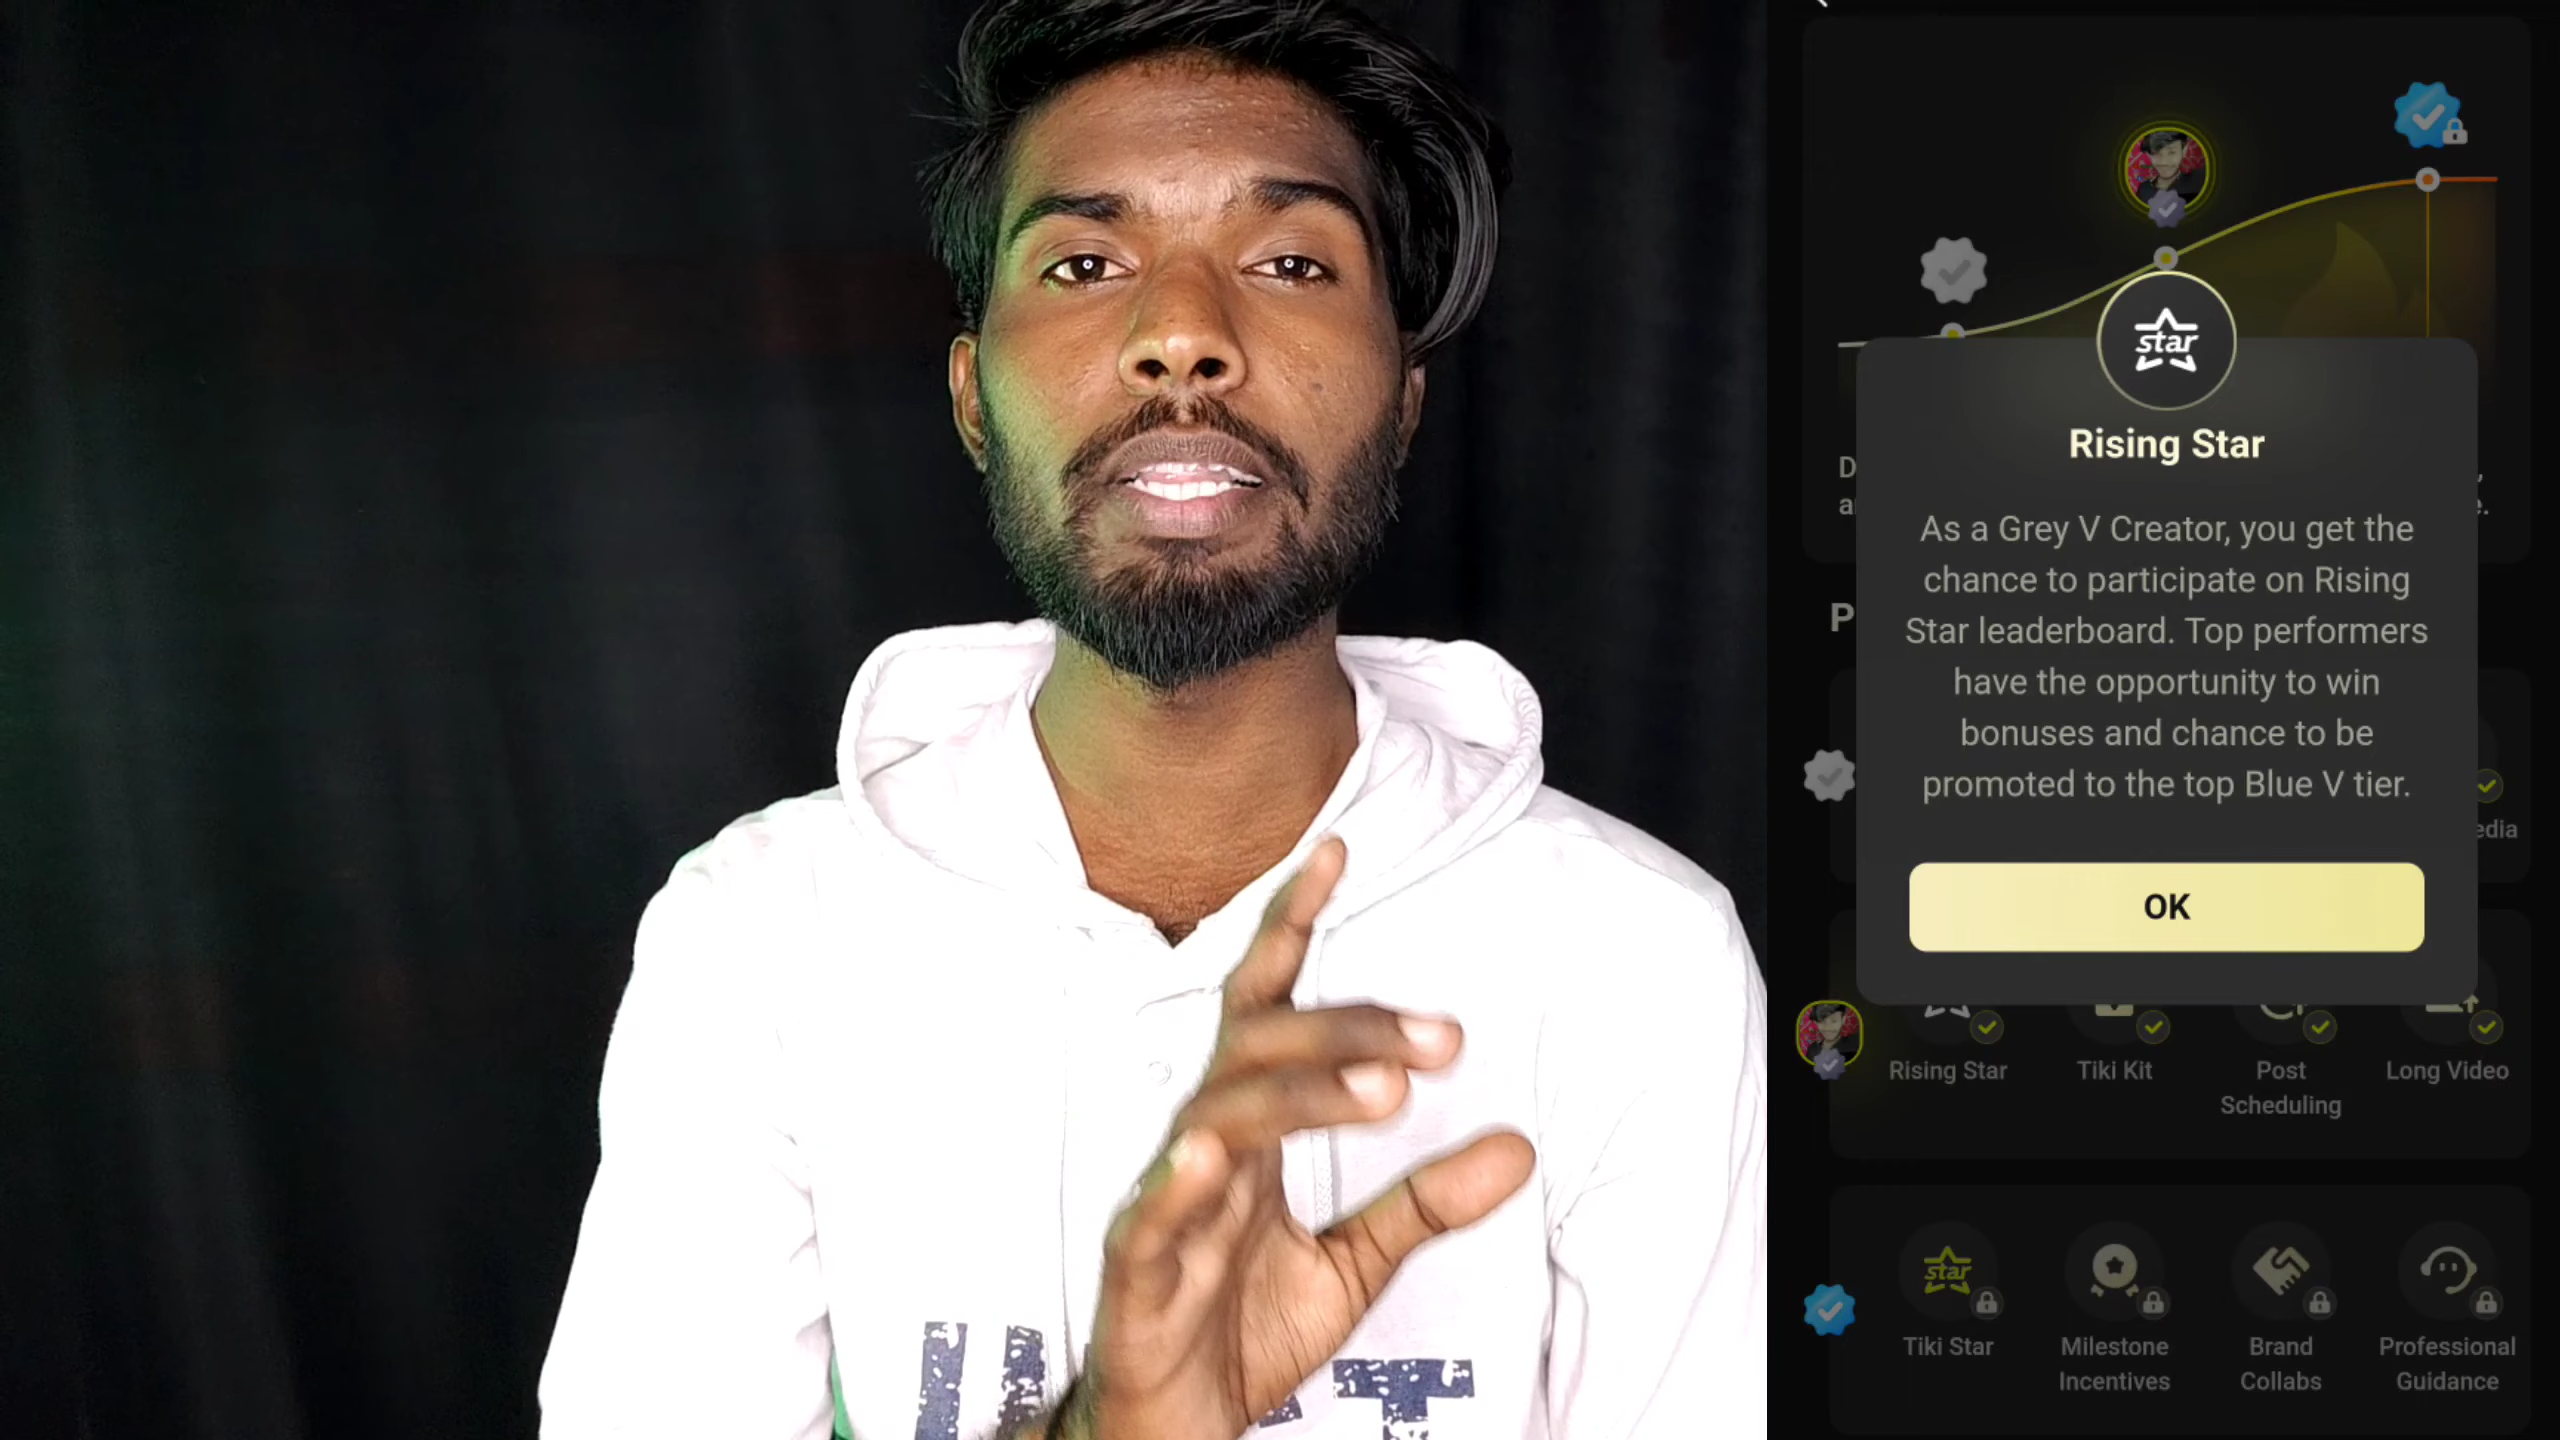 star
Rising Star
As a Grey V Creator, you get the
chance to participate on Rising
Star leaderboard. Top performers
have the opportunity to win
bonuses and chance to be
promoted to the top Blue V tier.
OK
Rising Star
Tiki Kit
Post
Scheduling
Long Video
star
Tiki Star
Milestone
Incentives
Brand
Collabs
Professional
Guidance